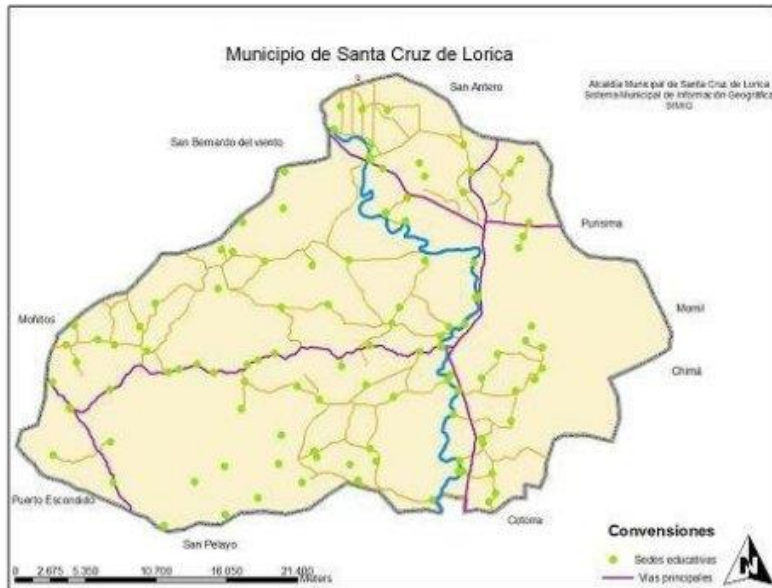 Municipio de Santa Cruz de Lorica
San Antero
Alcaldía Municipal de Santa Cruz de Lorica
Sistema Municipal de Información Geográfica
SIMIG
San Bernardo del viento
Purisima
Momil
Moñitos
Chimá
Puerto Escondido
San Pelayo
Cotorra
Convensiones
Sedes educativas
Vías principales
0 2.675 5.350 10.700 16.050 21.400
Meters
N